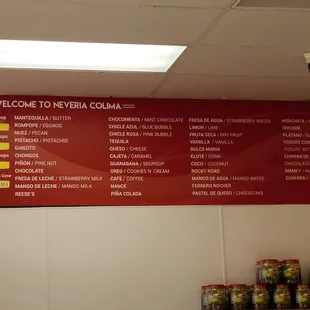 WELCOME TO NEVERIA COLIMA
MANTEQUILLA / BUTTER
ROMPOPE / EGGNOG
NUEZ / PECAN
PISTACHO / PISTACHIO
GANZITO
CHONGOS
PIÑON / PINE NUT
CHOCOLATE
FRESA DE LECHE / STRAWBERRY MILK
MANGO DE LECHE / MANGO MILK
REESE'S
CHOCOMENTA / MINT CHOCOLATE
CHICLE AZUL / BLUE BUBBLE
CHICLE ROSA / PINK BUBBLE
TEQUILA
QUESO / CHEESE
CAJETA / CARAMEL
GUANABANA / SOURSOP
OREO / COOKIES N' CREAM
CAFE / COFFEE
NANCE
PIÑA COLADA
FRESA DE AGUA / STRAWBERRY WATER
LIMON / LIME
FRUTA SECA / DRY FRUIT
VAINILLA / VANILLA
DULCE MARIA
ELOTE / CORN
COCO / COCONUT
ROCKY ROAD
MANGO DE AGUA / MANGO WATER
FERRERO ROCHER
PASTEL DE QUESO / CHEESECAKE